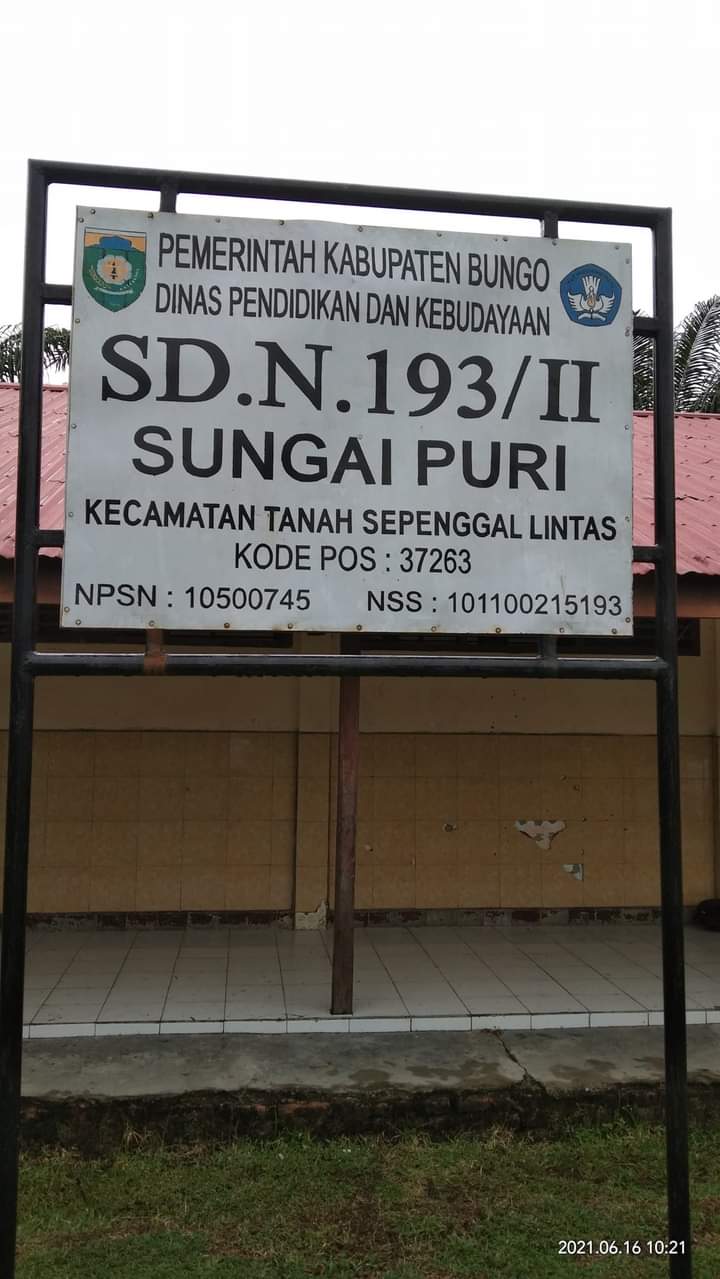 PEMERINTAH KABUPATEN BUNGO
DINAS PENDIDIKAN DAN KEBUDAYAAN
SD.N.193/II
SUNGAI PURI
KECAMATAN TANAH SEPENGGAL LINTAS
KODE POS : 37263
NPSN : 10500745 NSS : 101100215193
2021.06.16 10:21